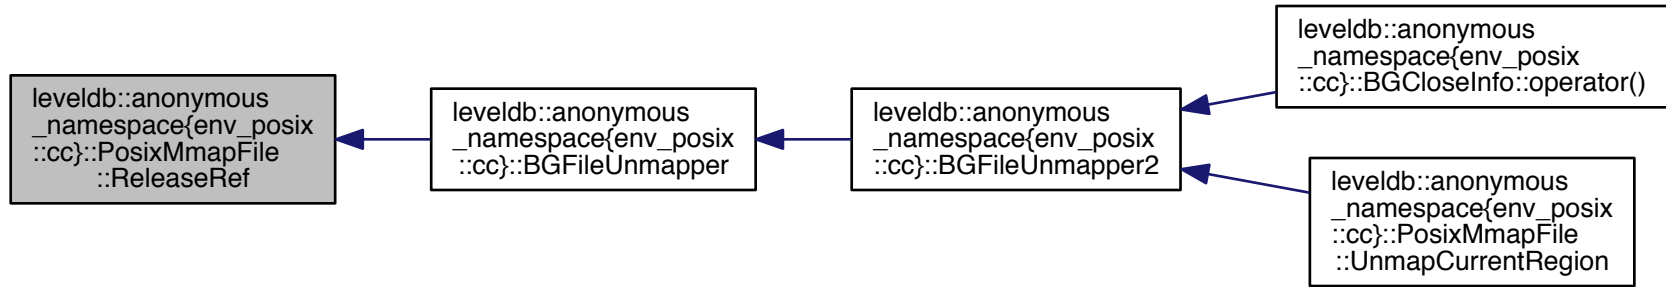 leveldb::anonymous
_namespace{env_posix
::cc}::PosixMmapFile
::ReleaseRef
leveldb::anonymous
_namespace{env_posix
::cc}::BGFileUnmapper
leveldb::anonymous
_namespace{env_posix
::cc}::BGFileUnmapper2
leveldb::anonymous
_namespace{env_posix
::cc}::BGCloseInfo::operator()
leveldb::anonymous
_namespace{env_posix
::cc}::PosixMmapFile
::UnmapCurrentRegion